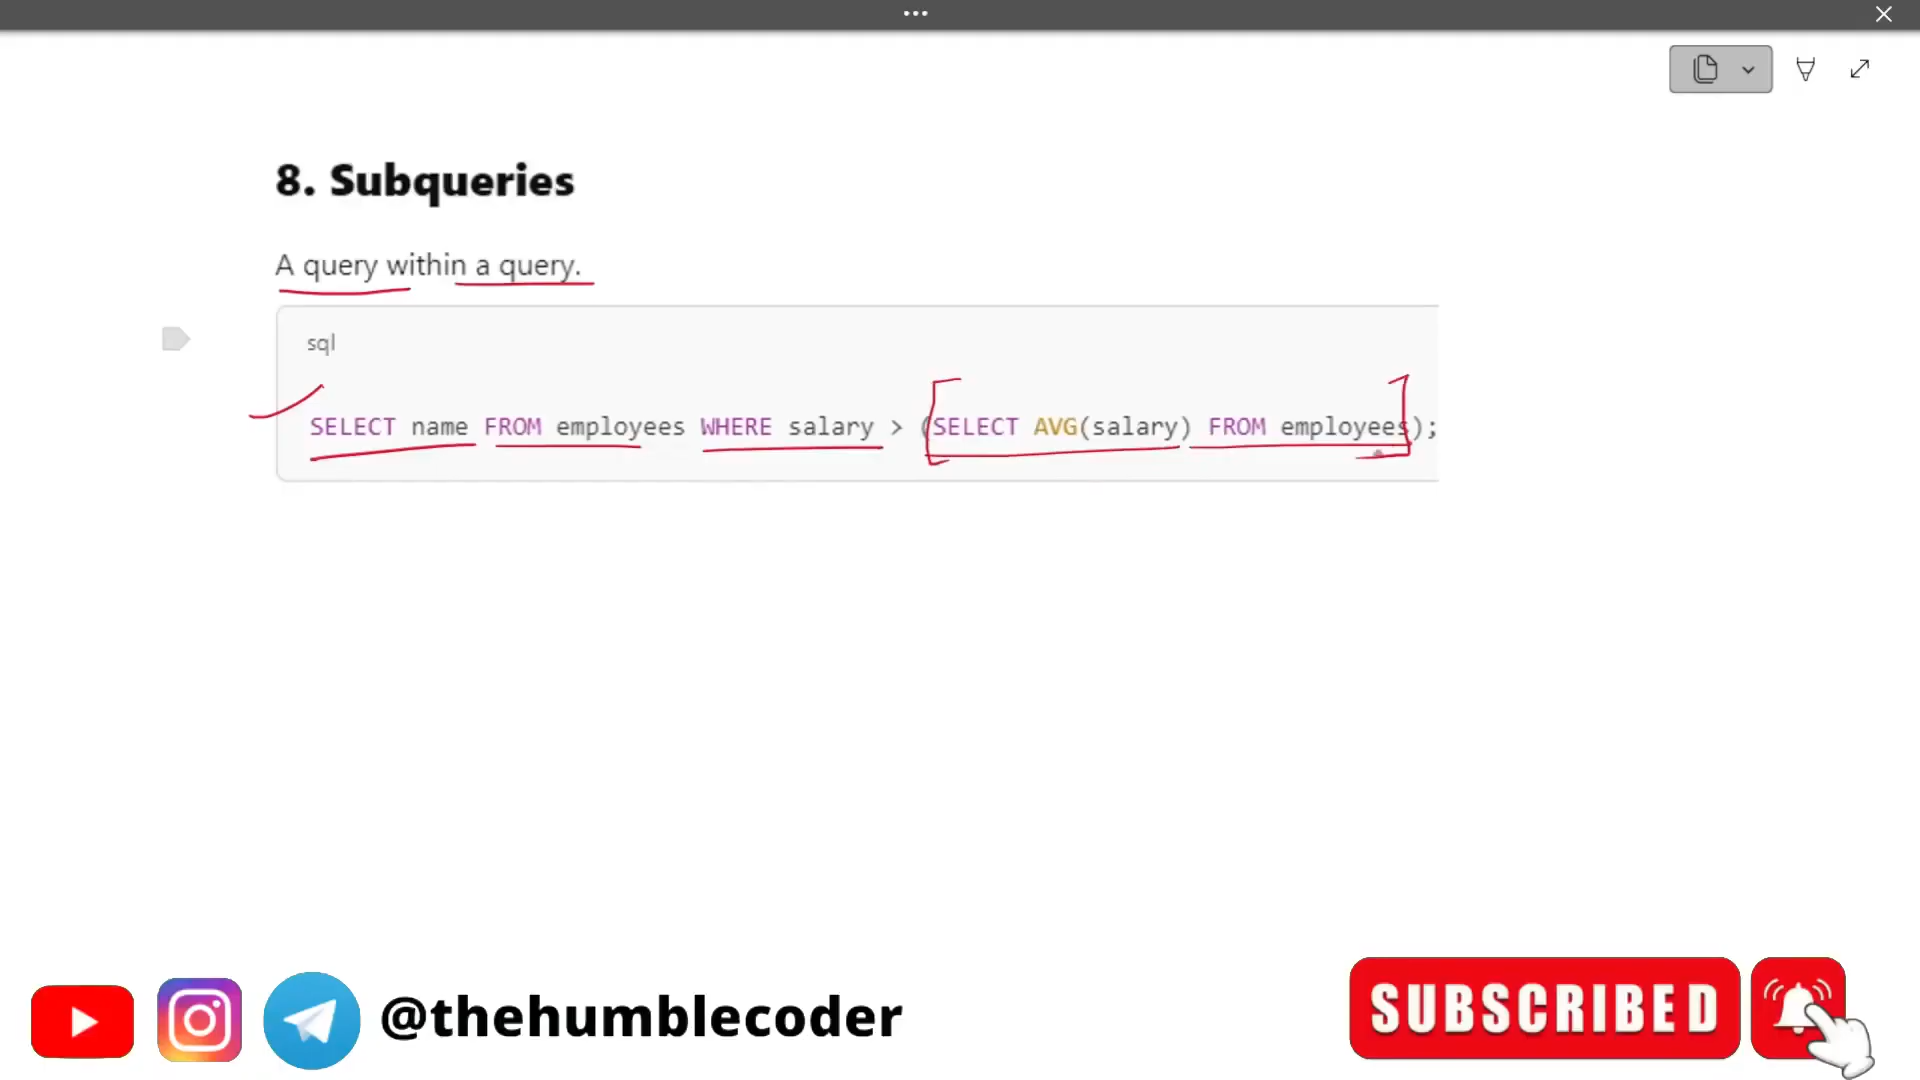 8. Subqueries
A query within a query.
sql
SELECT name FROM employees WHERE salary > (SELECT AVG(salary) FROM employees);
@thehumblecoder
SUBSCRIBED